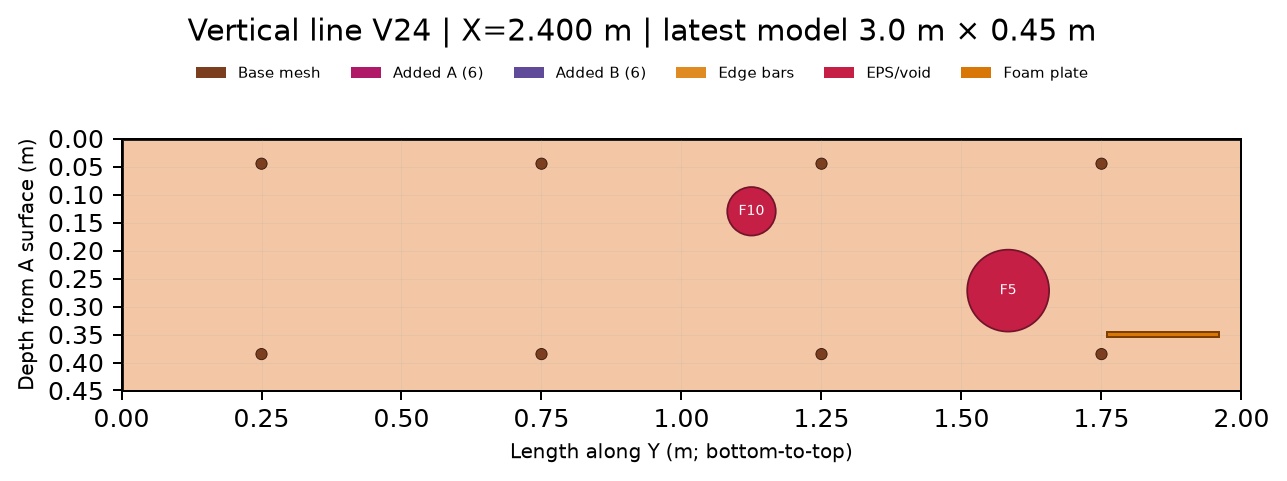 Vertical line V24 | X=2.400 m | latest model 3.0 m × 0.45 m
Base mesh Added A (6) Added B (6) Edge bars EPS/void Foam plate
Depth from A surface (m)
0.00
0.05
0.10
0.15
0.20
0.25
0.30
0.35
0.40
0.45
F10
F5
0.00 0.25 0.50 0.75 1.00 1.25 1.50 1.75 2.00
Length along Y (m; bottom-to-top)